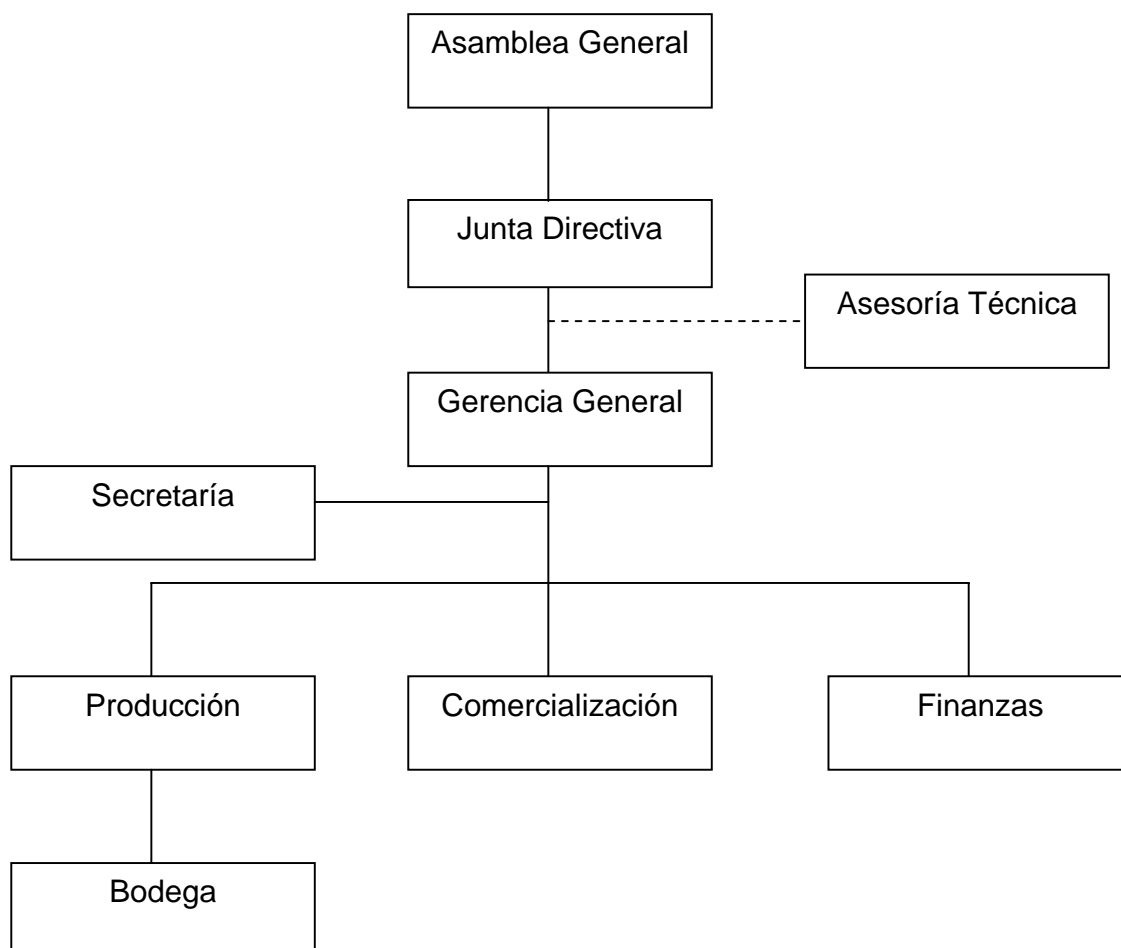 Asamblea General
Junta Directiva
Asesoría Técnica
Gerencia General
Secretaría
Producción
Comercialización
Finanzas
Bodega